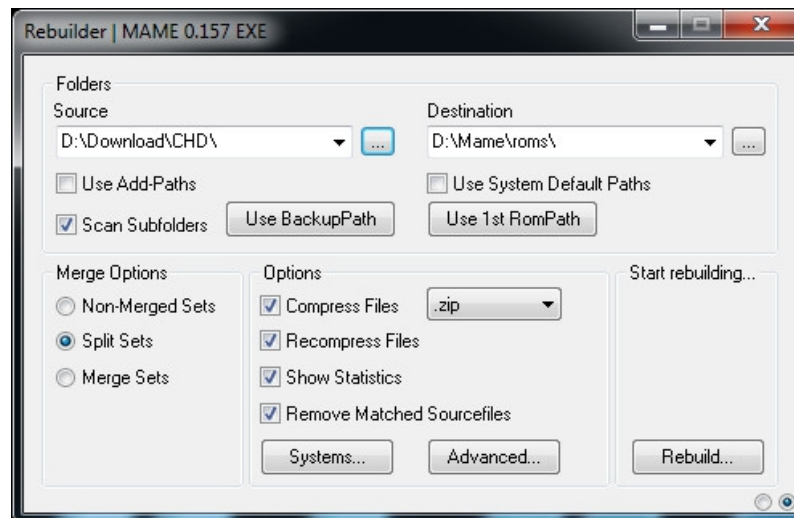 Rebuilder | MAME 0.157 EXE
Folders
Source
Destination
D:\Download\CHD\ ...
D:\Mame\roms\ ...
Use Add-Paths
Use System Default Paths
Scan Subfolders
Use BackupPath
Use 1st RomPath
Merge Options
Non-Merged Sets
Split Sets
Merge Sets
Options
Compress Files .zip
Recompress Files
Show Statistics
Remove Matched Sourcefiles
Systems...
Advanced...
Start rebuilding...
Rebuild...